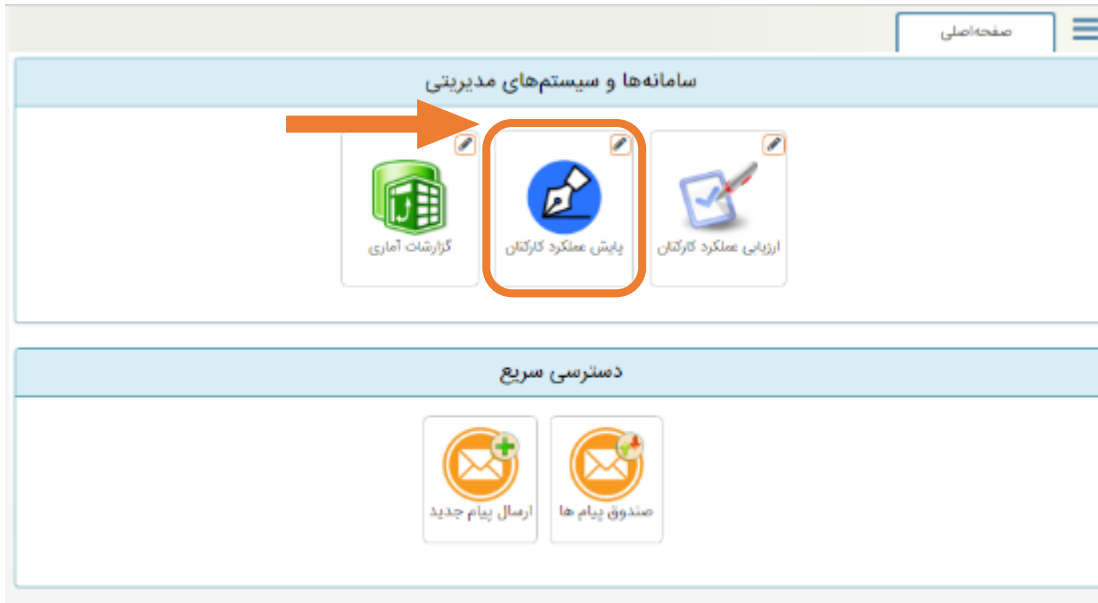 صفحه‌اصلی
سامانه‌ها و سیستم‌های مدیریتی
ارزیابی عملکرد کارکنان
پایش عملکرد کارکنان
گزارشات آماری
دسترسی سریع
صندوق پیام ها
ارسال پیام جدید